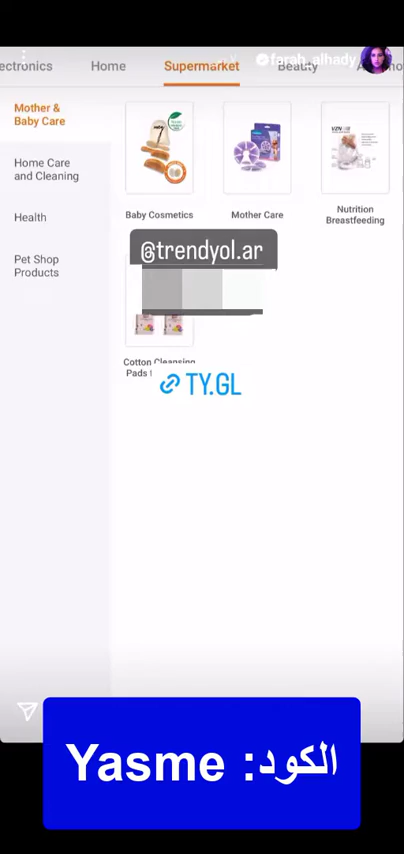 ectronics
Home
Supermarket
Beauty
farah_alhady
Mother &
Baby Care
Home Care
and Cleaning
Health
Pet Shop
Products
Baby Cosmetics
Mother Care
Nutrition
Breastfeeding
@trendyol.ar
Cotton Cleansing
Pads
TY.GL
الكود: Yasme